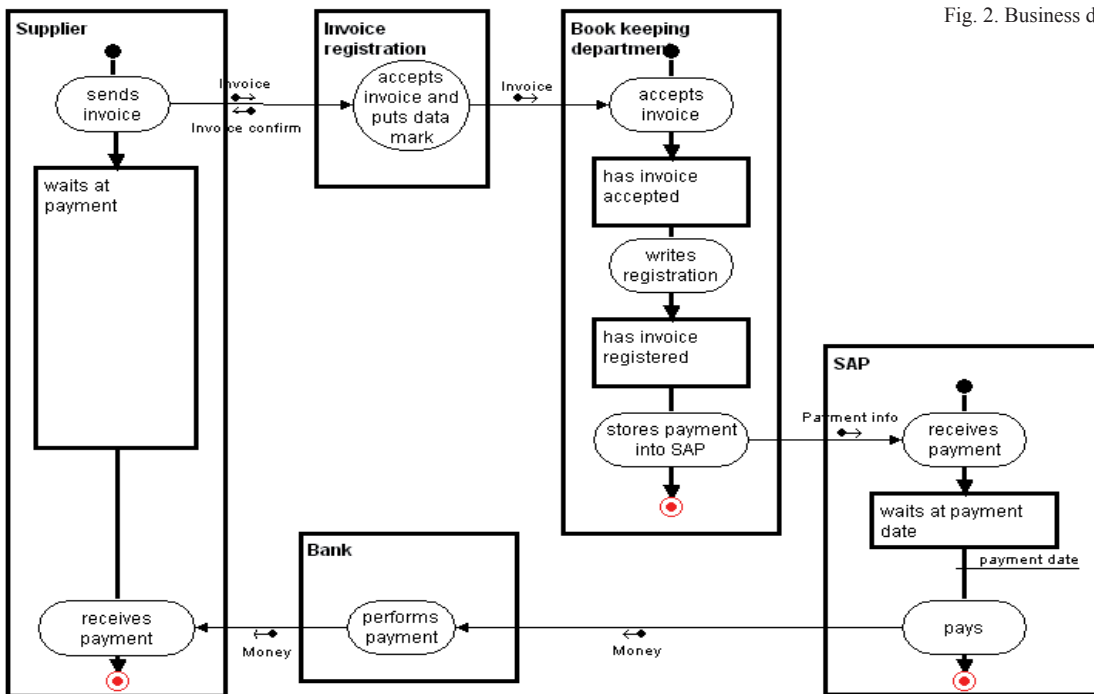 Fig. 2. Business d
Supplier
sends
invoice
waits at
payment
receives
payment
Invoice
Invoice confirm
Invoice
registration
accepts
invoice and
puts data
mark
Invoice
Book keeping
department
accepts
invoice
has invoice
accepted
writes
registration
has invoice
registered
stores payment
into SAP
Payment info
SAP
receives
payment
waits at payment
date
payment date
pays
Money
Bank
performs
payment
Money